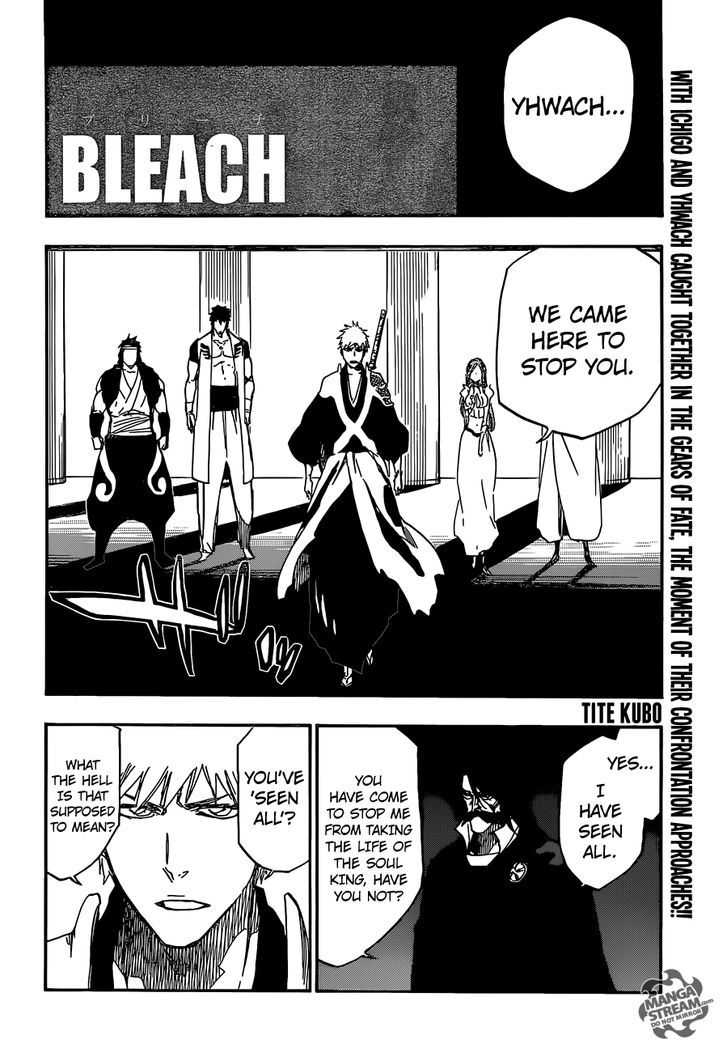 YHWACH...
ブリーチ
BLEACH
WITH ICHIGO AND YHWACH CAUGHT TOGETHER IN THE GEARS OF FATE, THE MOMENT OF THEIR CONFRONTATION APPROACHES!!
WE CAME
HERE TO
STOP YOU.
TITE KUBO
YES...
I
HAVE
SEEN
ALL.
YOU
HAVE COME
TO STOP ME
FROM TAKING
THE LIFE OF
THE SOUL
KING, HAVE
YOU NOT?
YOU'VE
'SEEN
ALL'?
WHAT
THE HELL
IS THAT
SUPPOSED
TO MEAN?
MANGA
STREAM.com
DO NOT MIRROR